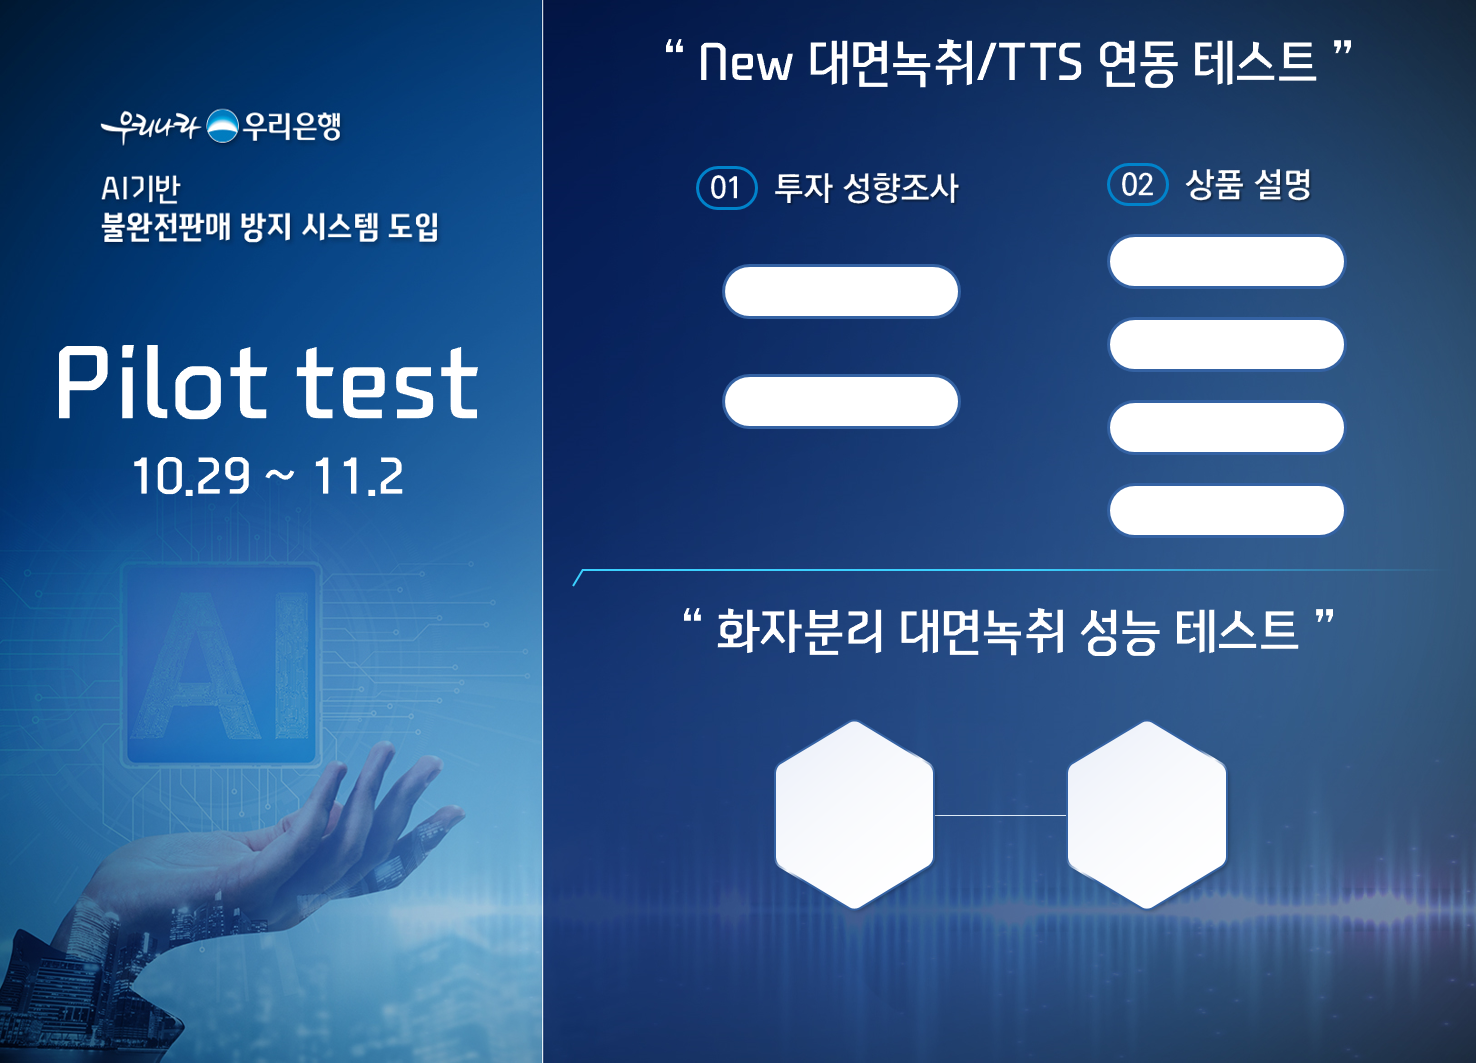 우리나라 우리은행
AI기반
불완전판매 방지 시스템 도입
Pilot test
10.29 ~ 11.2
AI
“ New 대면녹취/TTS 연동 테스트 ”
01 투자 성향조사
02 상품 설명
“ 화자분리 대면녹취 성능 테스트 ”